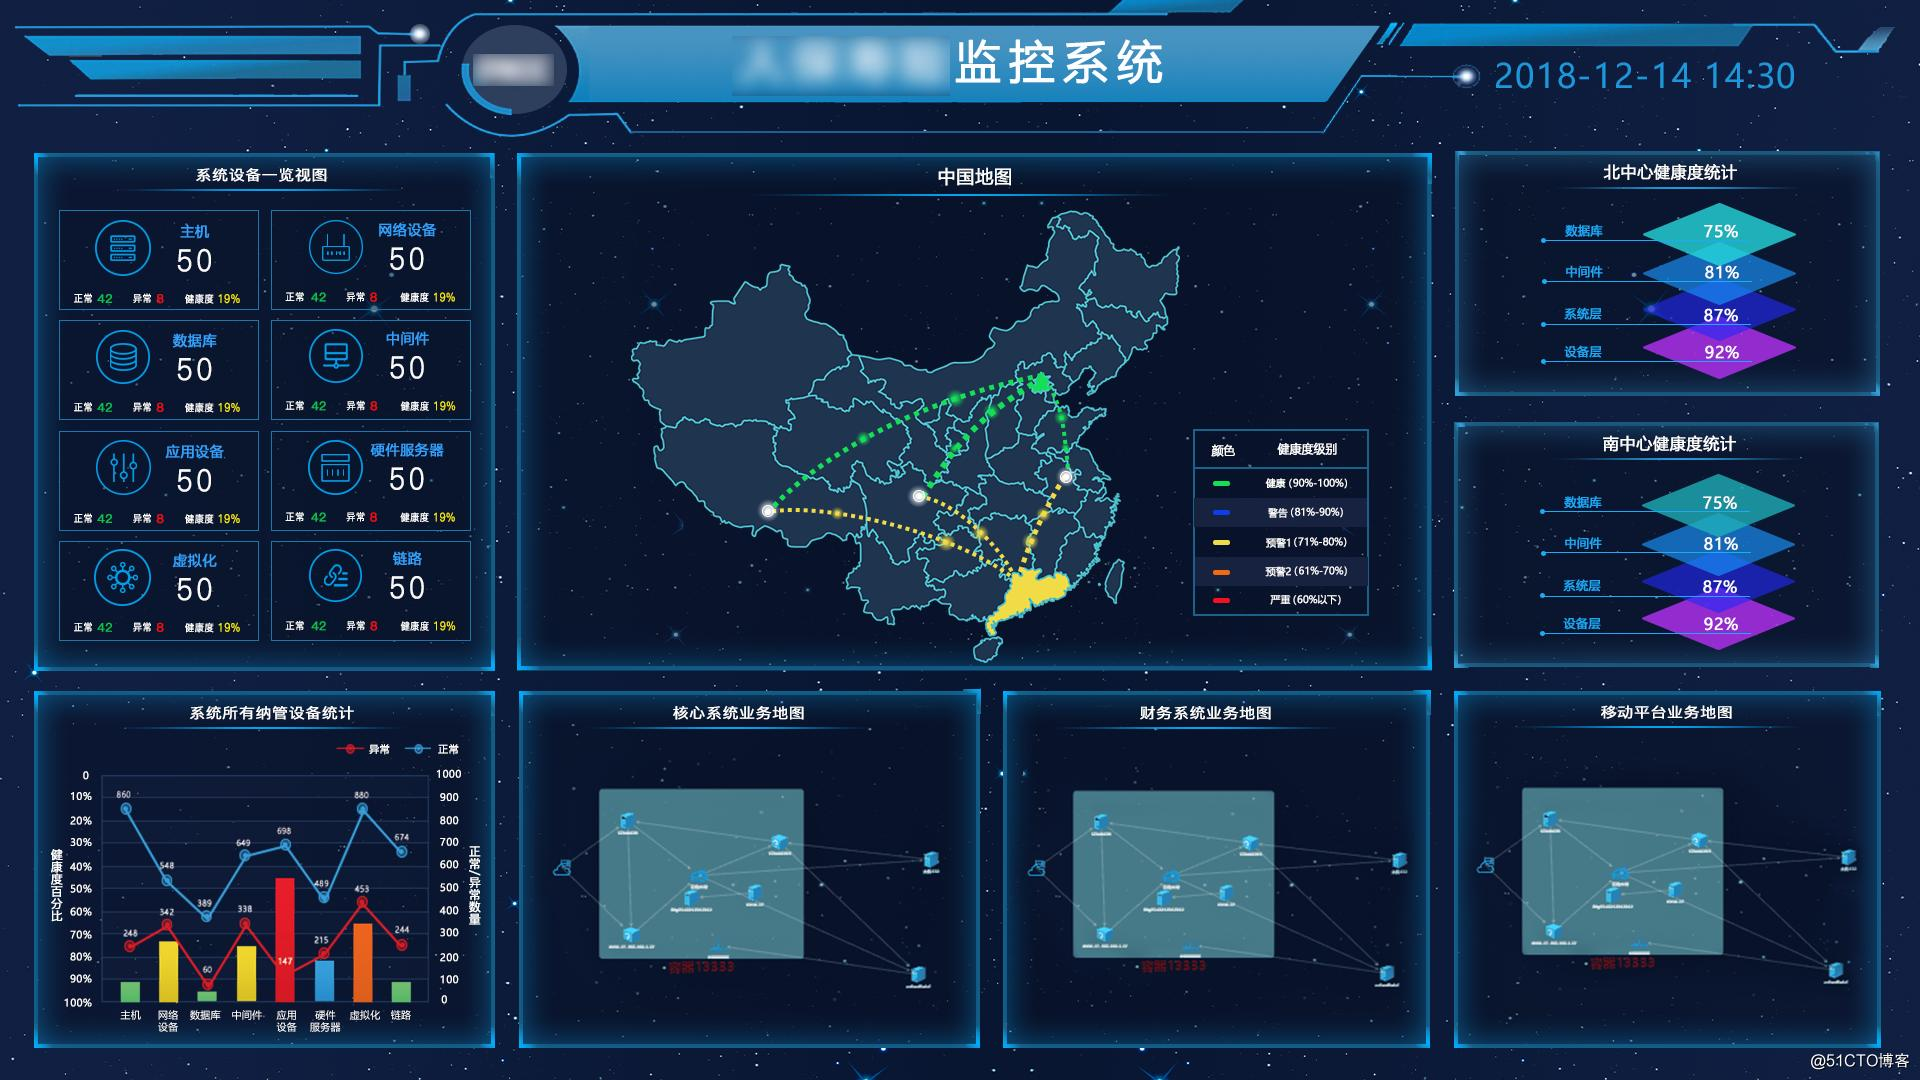 监控系统
2018-12-14 14:30
系统设备一览视图
主机
50
正常 42 异常 8 健康度 19%
网络设备
50
正常 42 异常 8 健康度 19%
数据库
50
正常 42 异常 8 健康度 19%
中间件
50
正常 42 异常 8 健康度 19%
应用设备
50
正常 42 异常 8 健康度 19%
硬件服务器
50
正常 42 异常 8 健康度 19%
虚拟化
50
正常 42 异常 8 健康度 19%
链路
50
正常 42 异常 8 健康度 19%
中国地图
颜色 健康度级别
健康 (90%-100%)
警告 (81%-90%)
预警1 (71%-80%)
预警2 (61%-70%)
严重 (60%以下)
北中心健康度统计
数据库 75%
中间件 81%
系统层 87%
设备层 92%
南中心健康度统计
数据库 75%
中间件 81%
系统层 87%
设备层 92%
系统所有纳管设备统计
异常 正常
健康度百分比
0
10%
20%
30%
40%
50%
60%
70%
80%
90%
100%
860
548
389
649
698
489
880
674
248
342
60
338
147
215
453
244
1000
900
800
700
600
500
400
300
200
100
0
正常/异常数量
主机 网络设备 数据库 中间件 应用设备 硬件服务器 虚拟化 链路
核心系统业务地图
财务系统业务地图
移动平台业务地图
@51CTO博客